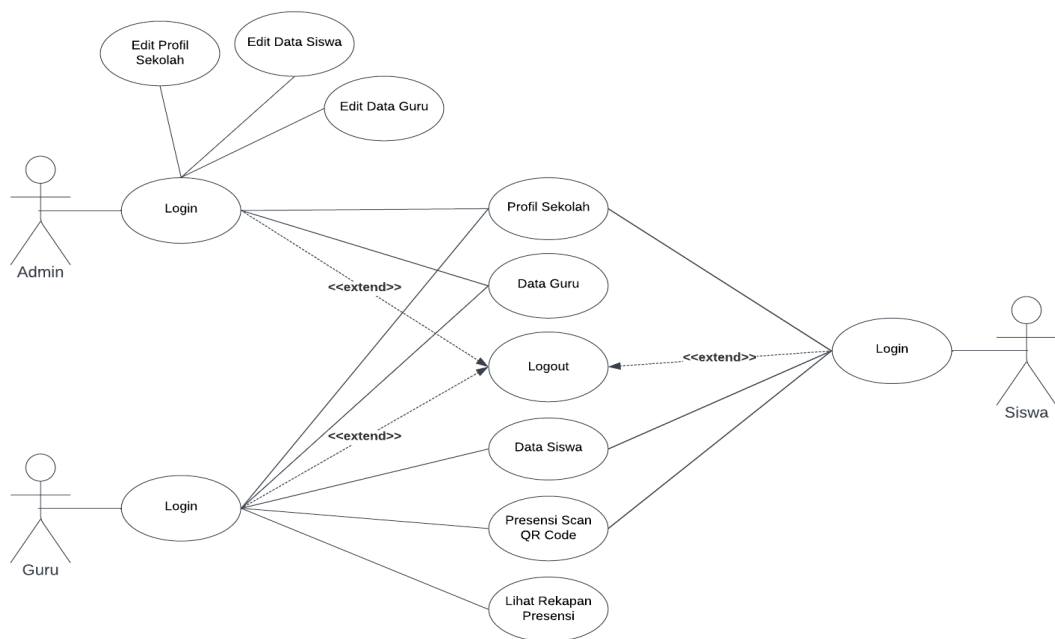 Edit Profil
Sekolah
Edit Data Siswa
Edit Data Guru
Login
Admin
Profil Sekolah
Data Guru
<<extend>>
Logout
<<extend>>
Login
Siswa
<<extend>>
Data Siswa
Login
Guru
Presensi Scan
QR Code
Lihat Rekapan
Presensi